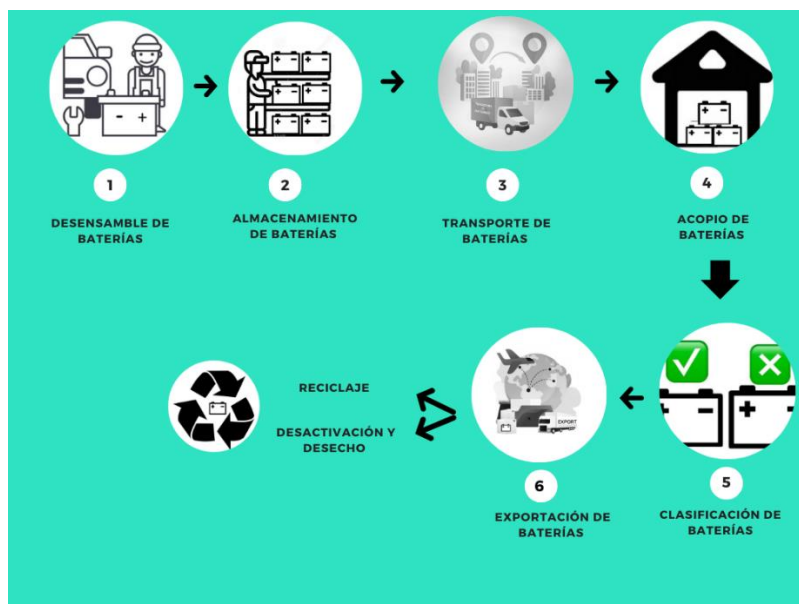 1
DESENSAMBLE DE
BATERÍAS
2
ALMACENAMIENTO
DE BATERÍAS
3
TRANSPORTE DE
BATERÍAS
4
ACOPIO DE
BATERÍAS
5
CLASIFICACIÓN DE
BATERÍAS
EXPORT
6
EXPORTACIÓN DE
BATERÍAS
RECICLAJE
DESACTIVACIÓN Y
DESECHO